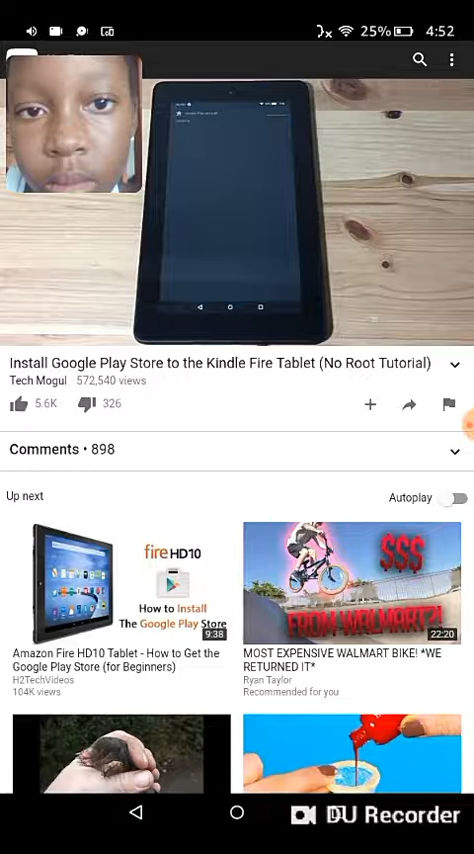 25% 4:52
Install Google Play Store to the Kindle Fire Tablet (No Root Tutorial)
Tech Mogul 572,540 views
5.6K 326
Comments • 898
Up next
Autoplay
fireHD10
How to Install
The Google Play Store
9:38
$$$
FROM WALMART?!
22:20
Amazon Fire HD10 Tablet - How to Get the
Google Play Store (for Beginners)
H2TechVideos
104K views
MOST EXPENSIVE WALMART BIKE! *WE
RETURNED IT*
Ryan Taylor
Recommended for you
DU Recorder